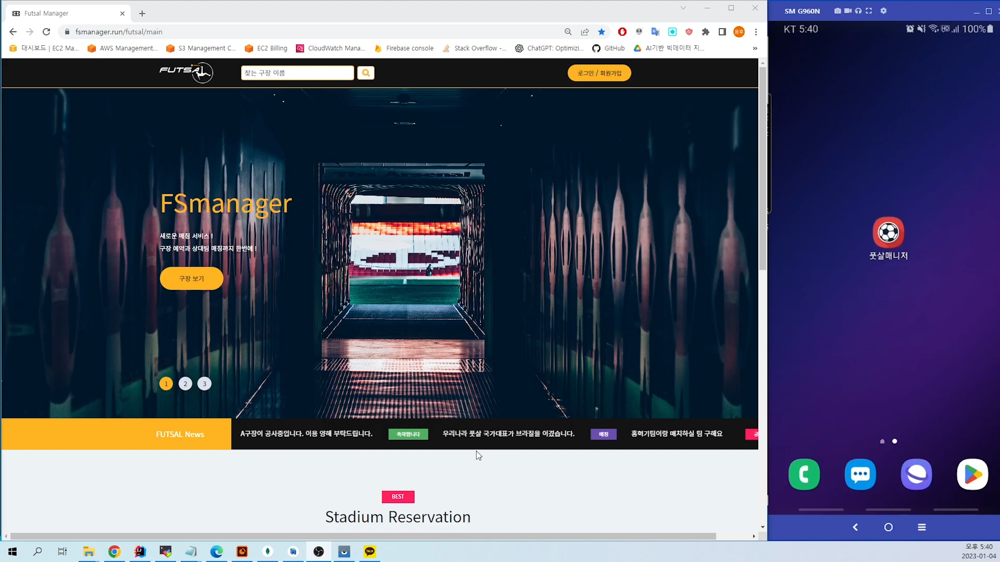 Futsal Manager
fsmanager.run/futsal/main
윤후
대시보드 | EC2 Ma...
AWS Management...
S3 Management C...
EC2 Billing
CloudWatch Mana...
Firebase console
Stack Overflow -...
ChatGPT: Optimizi...
GitHub
AI기반 빅데이터 지...
»
FUTSAL
찾는 구장 이름
로그인 / 회원가입
The Arsenal
FSmanager
새로운 매칭 서비스 !
구장 예약과 상대팀 매칭까지 한번에 !
구장 보기
1 2 3
FUTSAL News
A구장이 공사중입니다. 이용 양해 부탁드립니다.
축하합니다
우리나라 풋살 국가대표가 브라질을 이겼습니다.
매칭
홍혁기팀이랑 매치하실 팀 구해요
공
BEST
Stadium Reservation
SM G960N
KT 5:40
HD
100%
풋살매니저
IJ
TALK
오후 5:40
2023-01-04